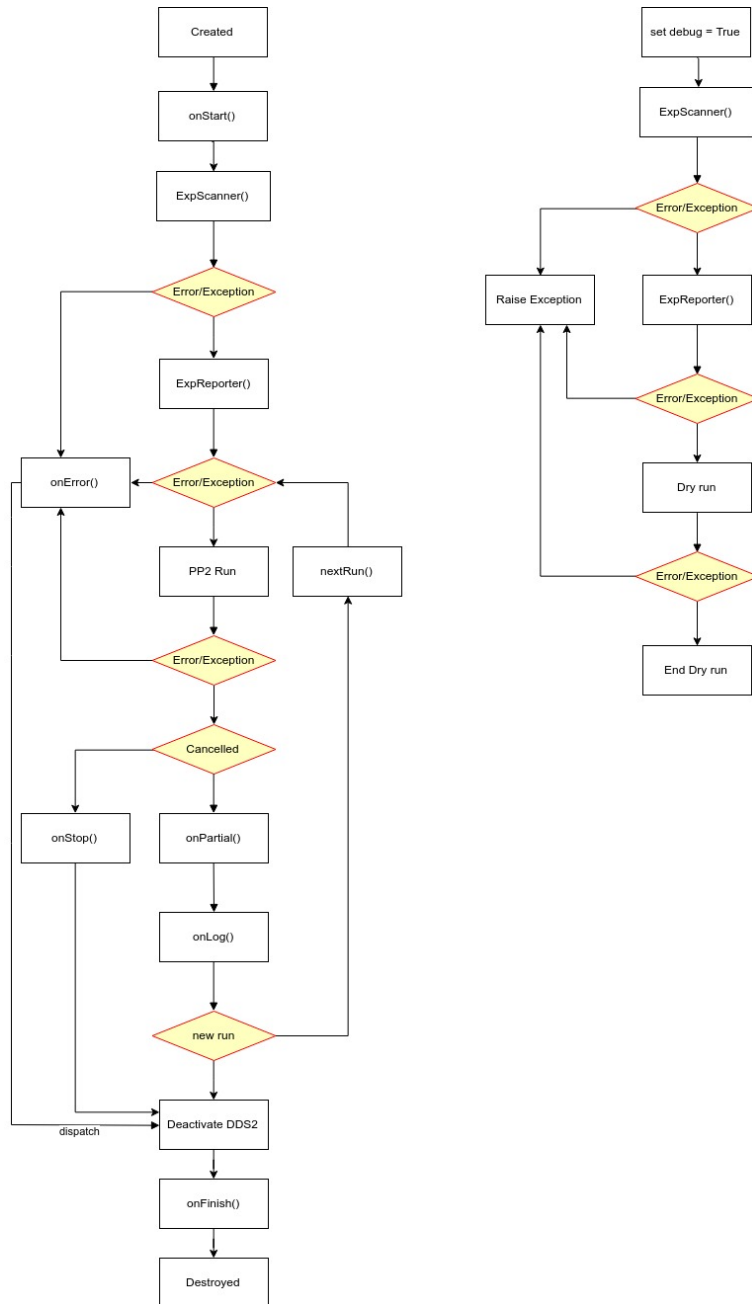 Created
onStart()
ExpScanner()
Error/Exception
ExpReporter()
onError()
Error/Exception
PP2 Run
nextRun()
Error/Exception
Cancelled
onStop()
onPartial()
onLog()
new run
Deactivate DDS2
dispatch
onFinish()
Destroyed
set debug = True
ExpScanner()
Error/Exception
Raise Exception
ExpReporter()
Error/Exception
Dry run
Error/Exception
End Dry run